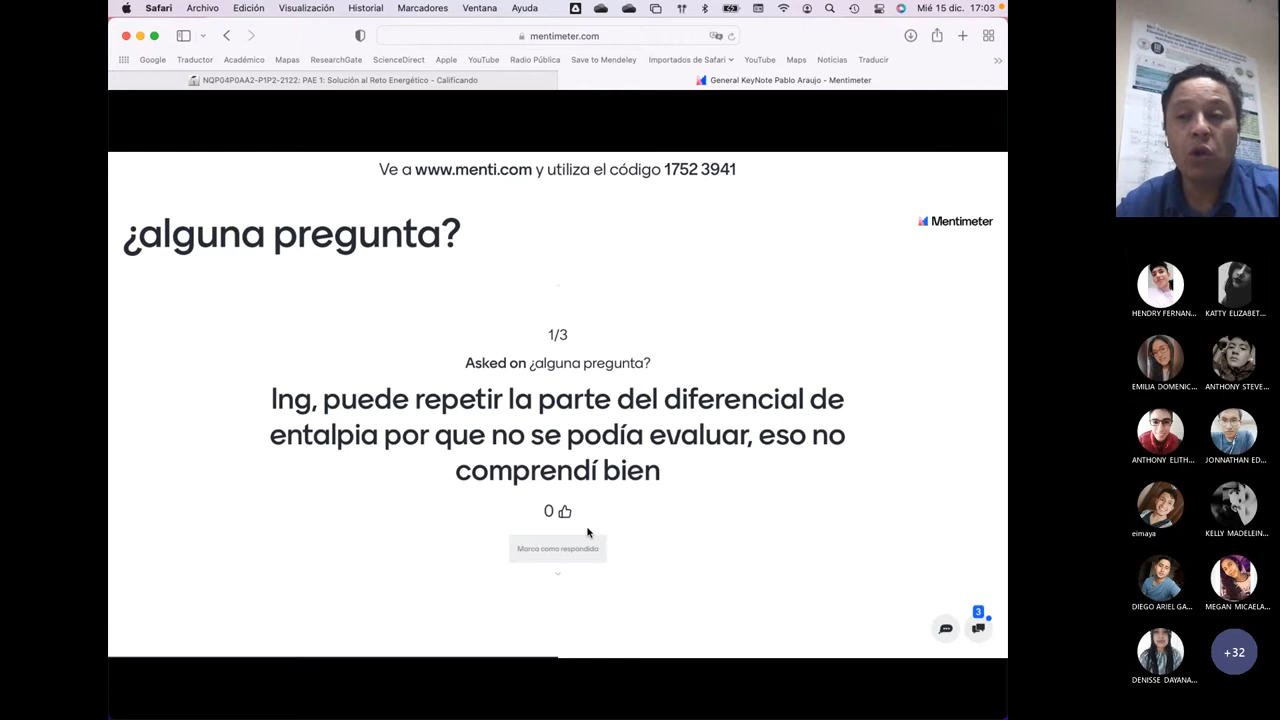 Safari Archivo Edición Visualización Historial Marcadores Ventana Ayuda Mié 15 dic. 17:03
mentimeter.com
Google Traductor Académico Mapas ResearchGate ScienceDirect Apple YouTube Radio Pública Save to Mendeley Importados de Safari YouTube Maps Noticias Traducir
NQP04P0AA2-P1P2-2122: PAE 1: Solución al Reto Energético - Calificando
General KeyNote Pablo Araujo - Mentimeter
Ve a www.menti.com y utiliza el código 1752 3941
¿alguna pregunta?
Mentimeter
1/3
Asked on ¿alguna pregunta?
Ing, puede repetir la parte del diferencial de
entalpia por que no se podía evaluar, eso no
comprendí bien
0
Marca como respondida
3
HENDRY FERNAN...
KATTY ELIZABET...
EMILIA DOMENIC...
ANTHONY STEVE...
ANTHONY ELITH...
JONNATHAN ED...
eimaya
KELLY MADELEIN...
DIEGO ARIEL GA...
MEGAN MICAELA...
DENISSE DAYANA...
+32